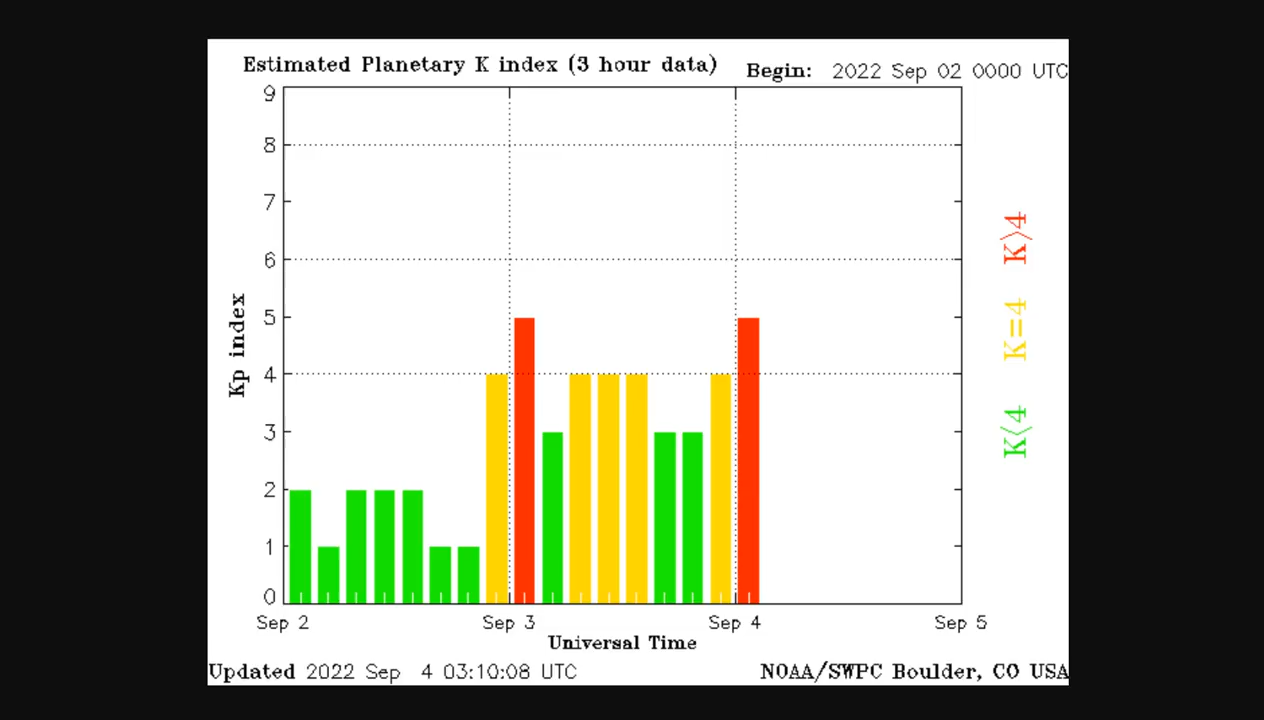 Estimated Planetary K index (3 hour data)
Begin: 2022 Sep 02 0000 UTC
9
8
7
6
5
4
3
2
1
0
Kp index
K>4
K=4
K<4
Sep 2
Sep 3
Sep 4
Sep 5
Universal Time
Updated 2022 Sep 4 03:10:08 UTC
NOAA/SWPC Boulder, CO USA